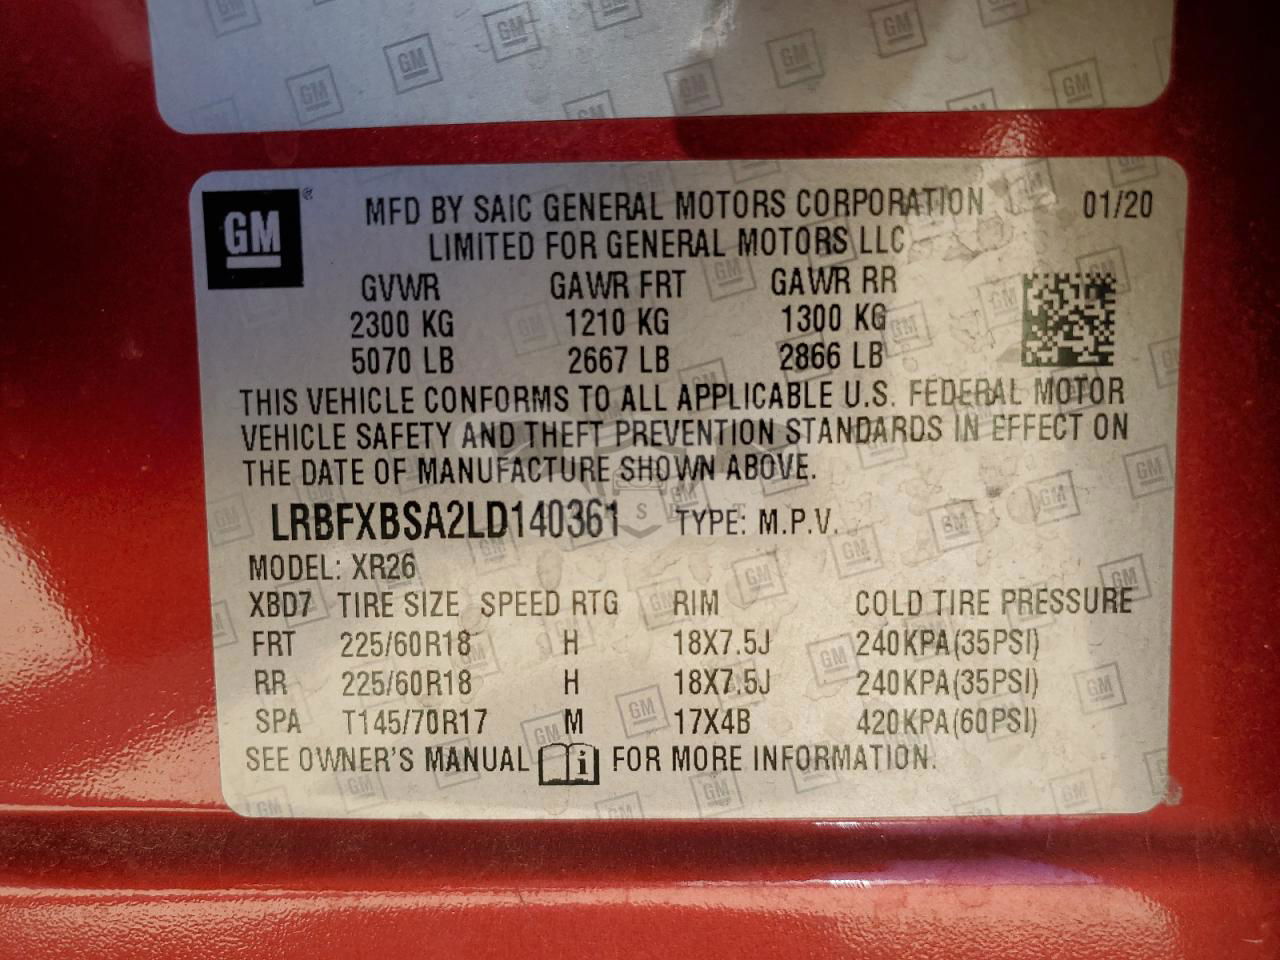 GM ® MFD BY SAIC GENERAL MOTORS CORPORATION 01/20
LIMITED FOR GENERAL MOTORS LLC
GVWR GAWR FRT GAWR RR
2300 KG 1210 KG 1300 KG
5070 LB 2667 LB 2866 LB
THIS VEHICLE CONFORMS TO ALL APPLICABLE U.S. FEDERAL MOTOR
VEHICLE SAFETY AND THEFT PREVENTION STANDARDS IN EFFECT ON
THE DATE OF MANUFACTURE SHOWN ABOVE.
LRBFXBSA2LD140361 TYPE: M.P.V.
MODEL: XR26
XBD7 TIRE SIZE SPEED RTG RIM COLD TIRE PRESSURE
FRT 225/60R18 H 18X7.5J 240KPA(35PSI)
RR 225/60R18 H 18X7.5J 240KPA(35PSI)
SPA T145/70R17 M 17X4B 420KPA(60PSI)
SEE OWNER'S MANUAL i FOR MORE INFORMATION.